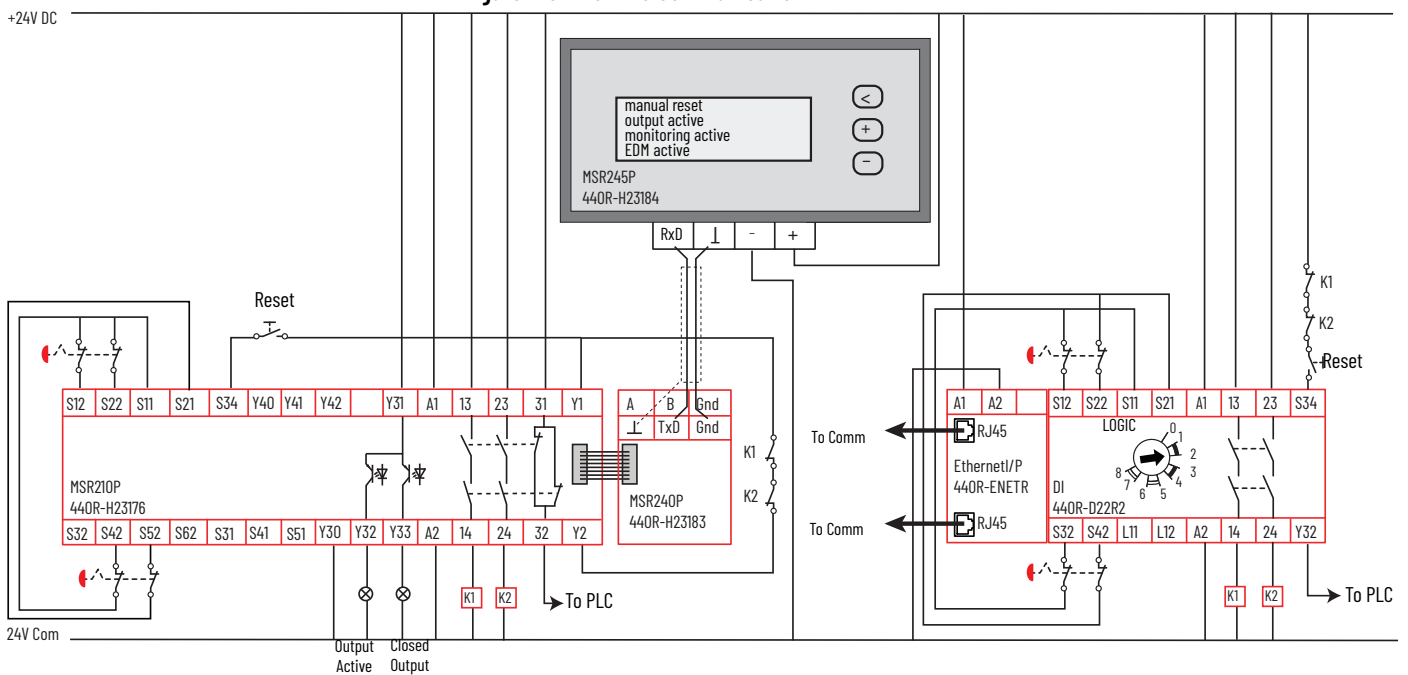 +24V DC
manual reset
output active
monitoring active
EDM active
<
+
-
MSR245P
440R-H23184
RxD ⊥ - +
K1
K2
Reset
Reset
S12 S22 S11 S21 S34 Y40 Y41 Y42 Y31 A1 13 23 31 Y1
MSR210P
440R-H23176
S32 S42 S52 S62 S31 S41 S51 Y30 Y32 Y33 A2 14 24 32 Y2
A B Gnd
⊥ TxD Gnd
MSR240P
440R-H23183
K1
K2
K1 K2
To PLC
Output
Active
Closed
Output
24V Com
To Comm
To Comm
A1 A2
RJ45
EthernetI/P
440R-ENETR
RJ45
S12 S22 S11 S21 A1 13 23 S34
LOGIC
0
1
2
3
4
5
6
7
8
DI
440R-D22R2
S32 S42 L11 L12 A2 14 24 Y32
K1 K2
To PLC